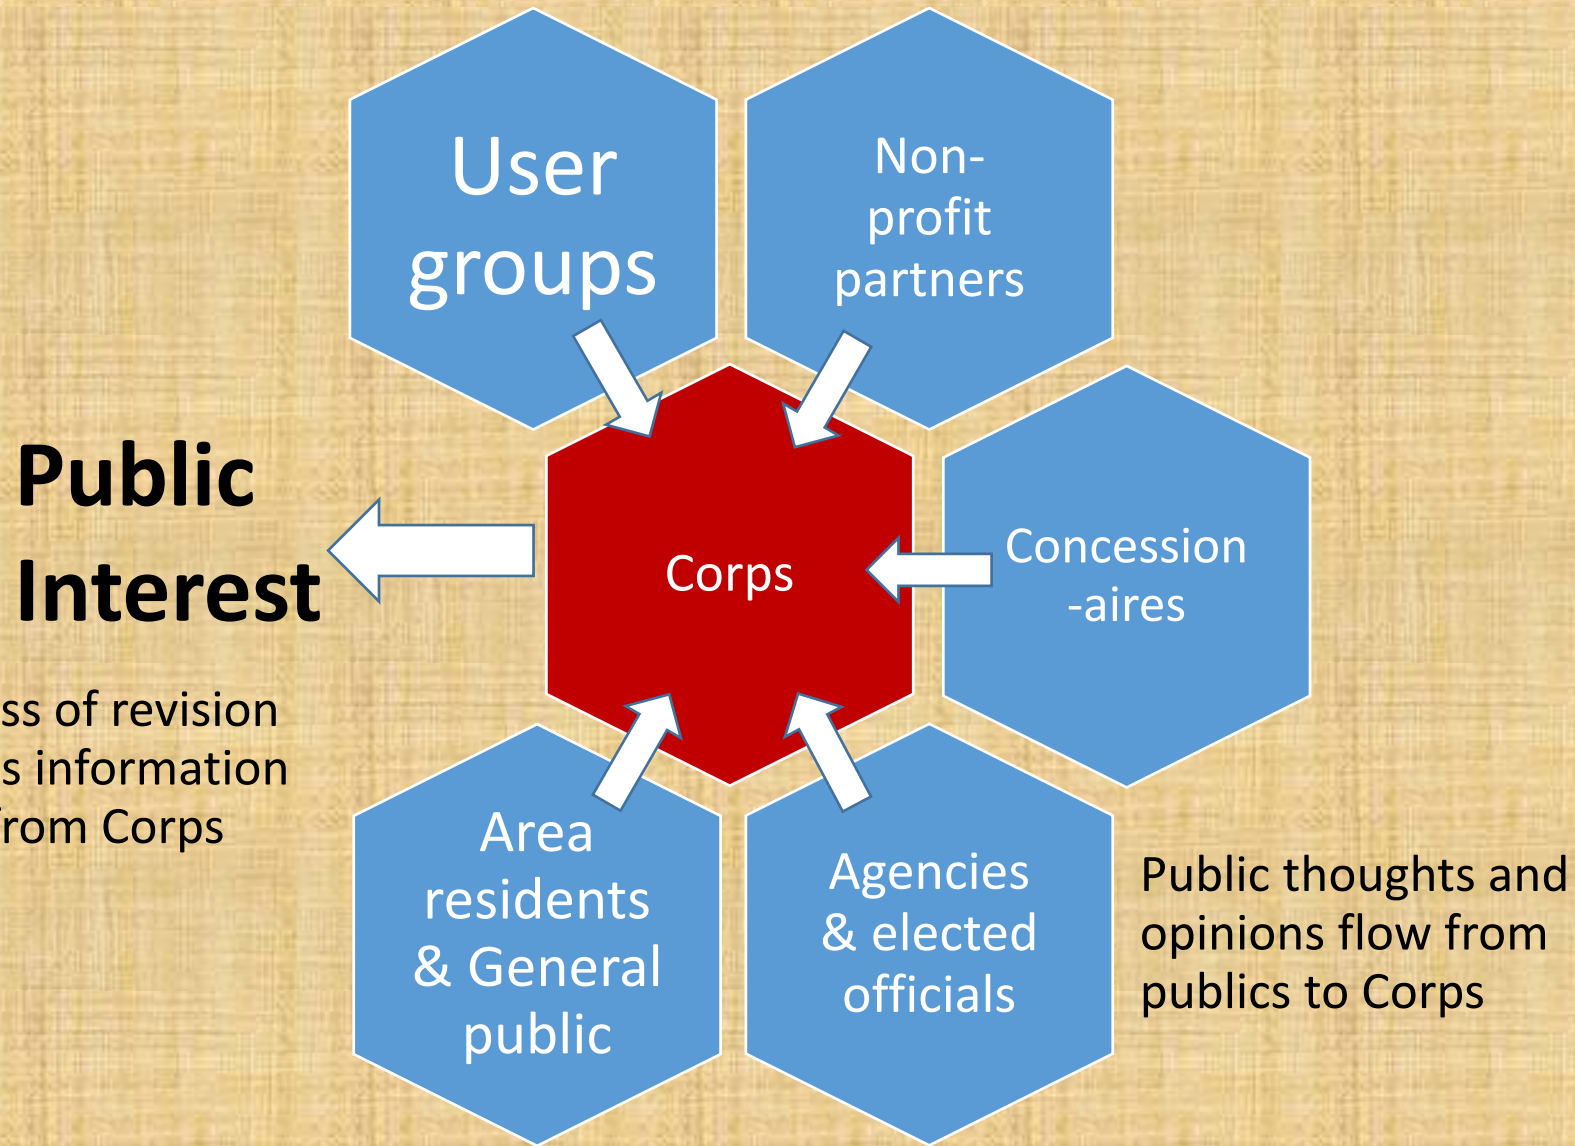 User
groups
Non-
profit
partners
Public
Interest
Corps
Concession
-aires
ss of revision
s information
from Corps
Area
residents
& General
public
Agencies
& elected
officials
Public thoughts and
opinions flow from
publics to Corps